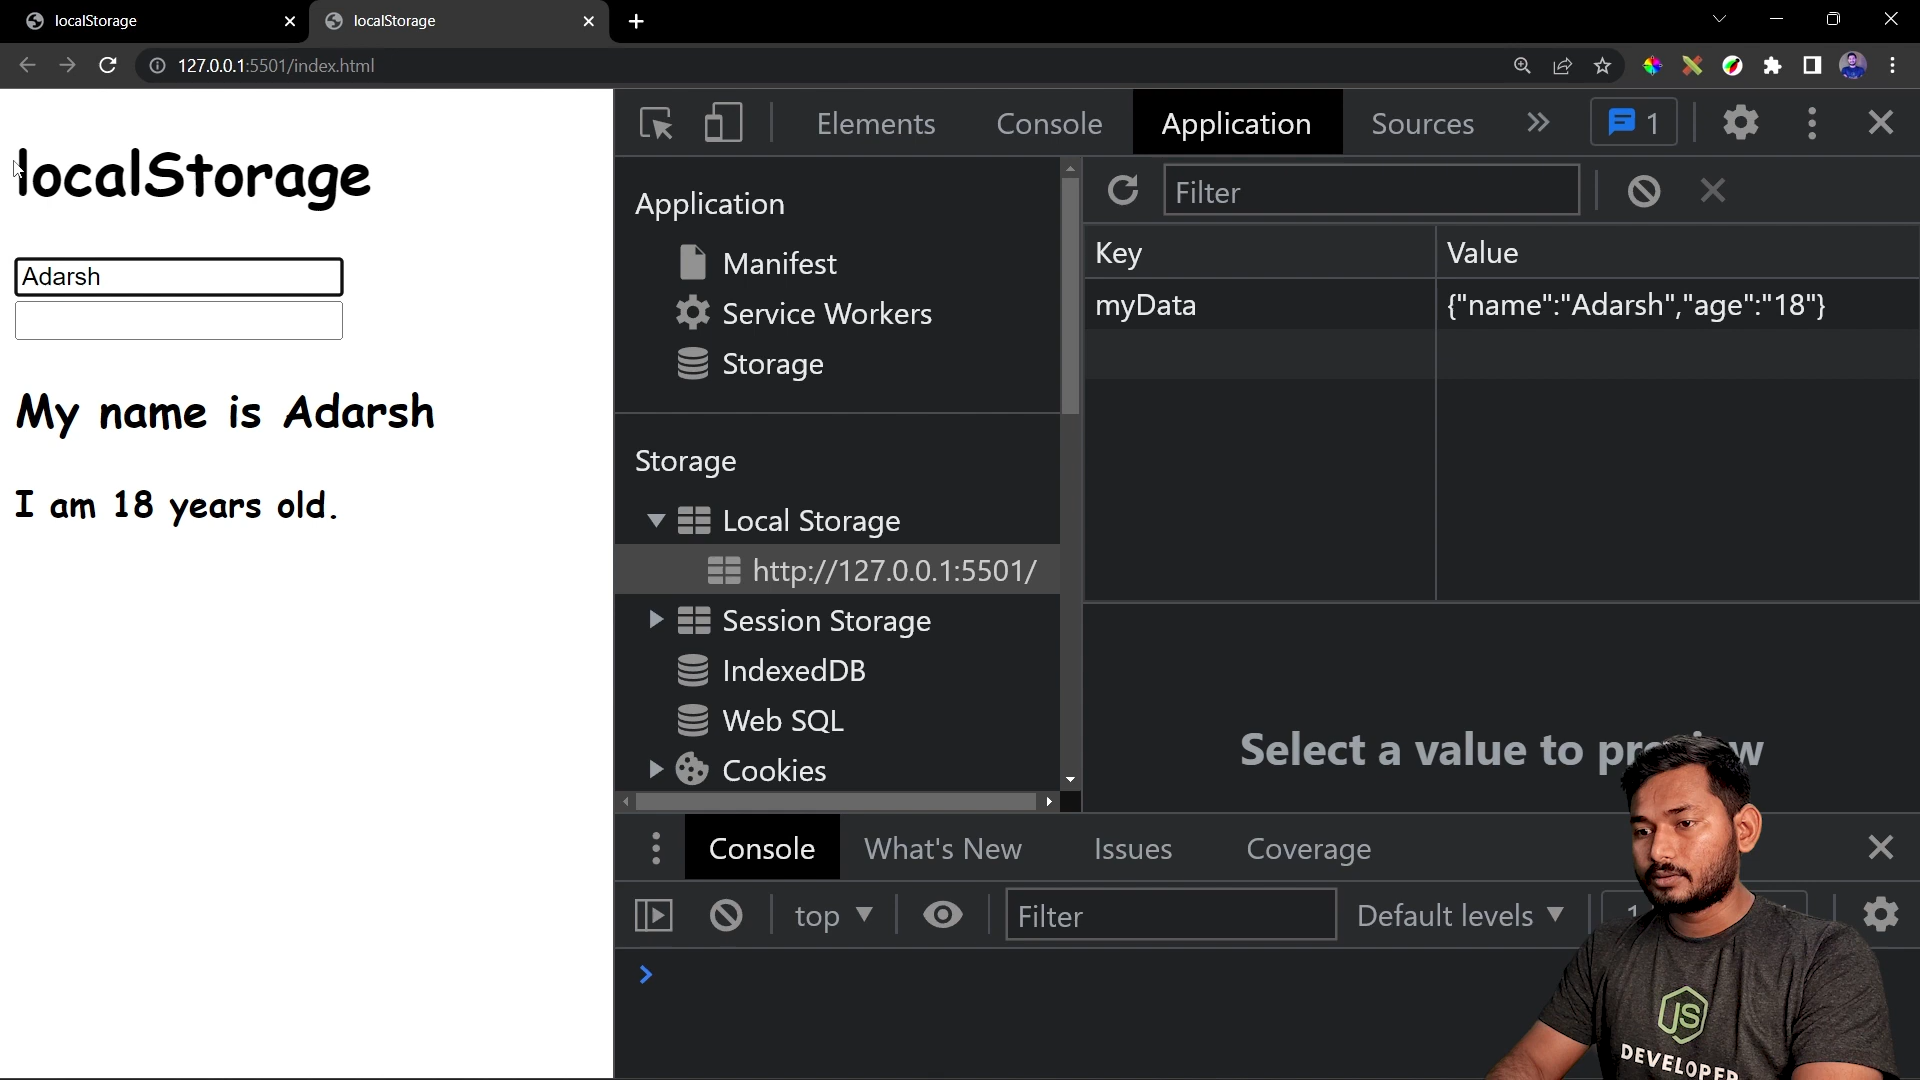 localStorage
localStorage
127.0.0.1:5501/index.html
localStorage
Adarsh
My name is Adarsh
I am 18 years old.
Elements Console Application Sources 1
Application
Manifest
Service Workers
Storage
Storage
Local Storage
http://127.0.0.1:5501/
Session Storage
IndexedDB
Web SQL
Cookies
Filter
Key Value
myData {"name":"Adarsh","age":"18"}
Select a value to preview
Console What's New Issues Coverage
top Filter Default levels 1
JS
DEVELOPER